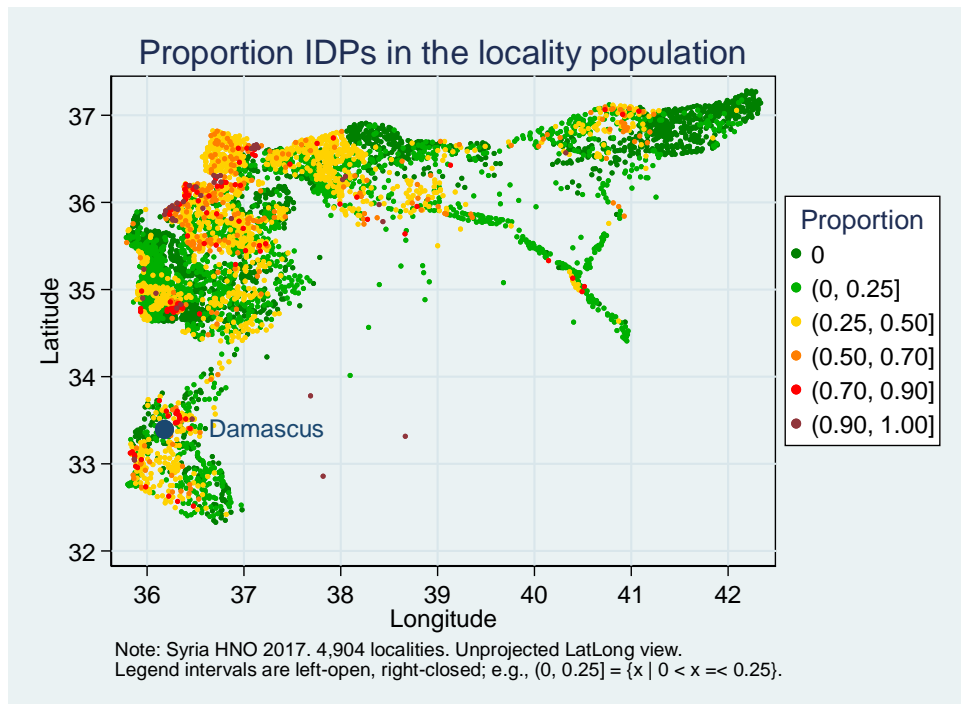 Proportion IDPs in the locality population
Latitude
37
36
35
34
33
32
Damascus
36 37 38 39 40 41 42
Longitude
Proportion
0
(0, 0.25]
(0.25, 0.50]
(0.50, 0.70]
(0.70, 0.90]
(0.90, 1.00]
Note: Syria HNO 2017. 4,904 localities. Unprojected LatLong view.
Legend intervals are left-open, right-closed; e.g., (0, 0.25] = {x | 0 < x =< 0.25}.